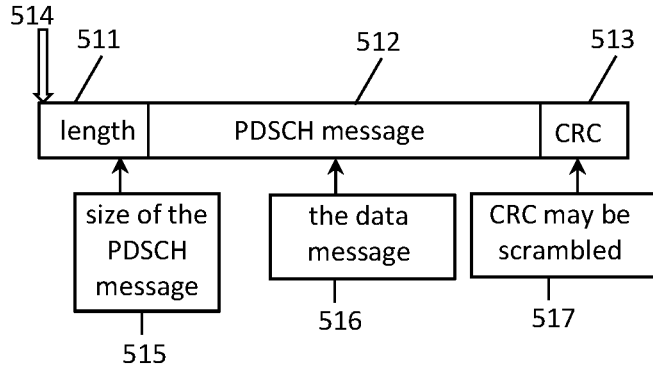 514
511
512
513
length
PDSCH message
CRC
size of the
PDSCH
message
the data
message
CRC may be
scrambled
515
516
517